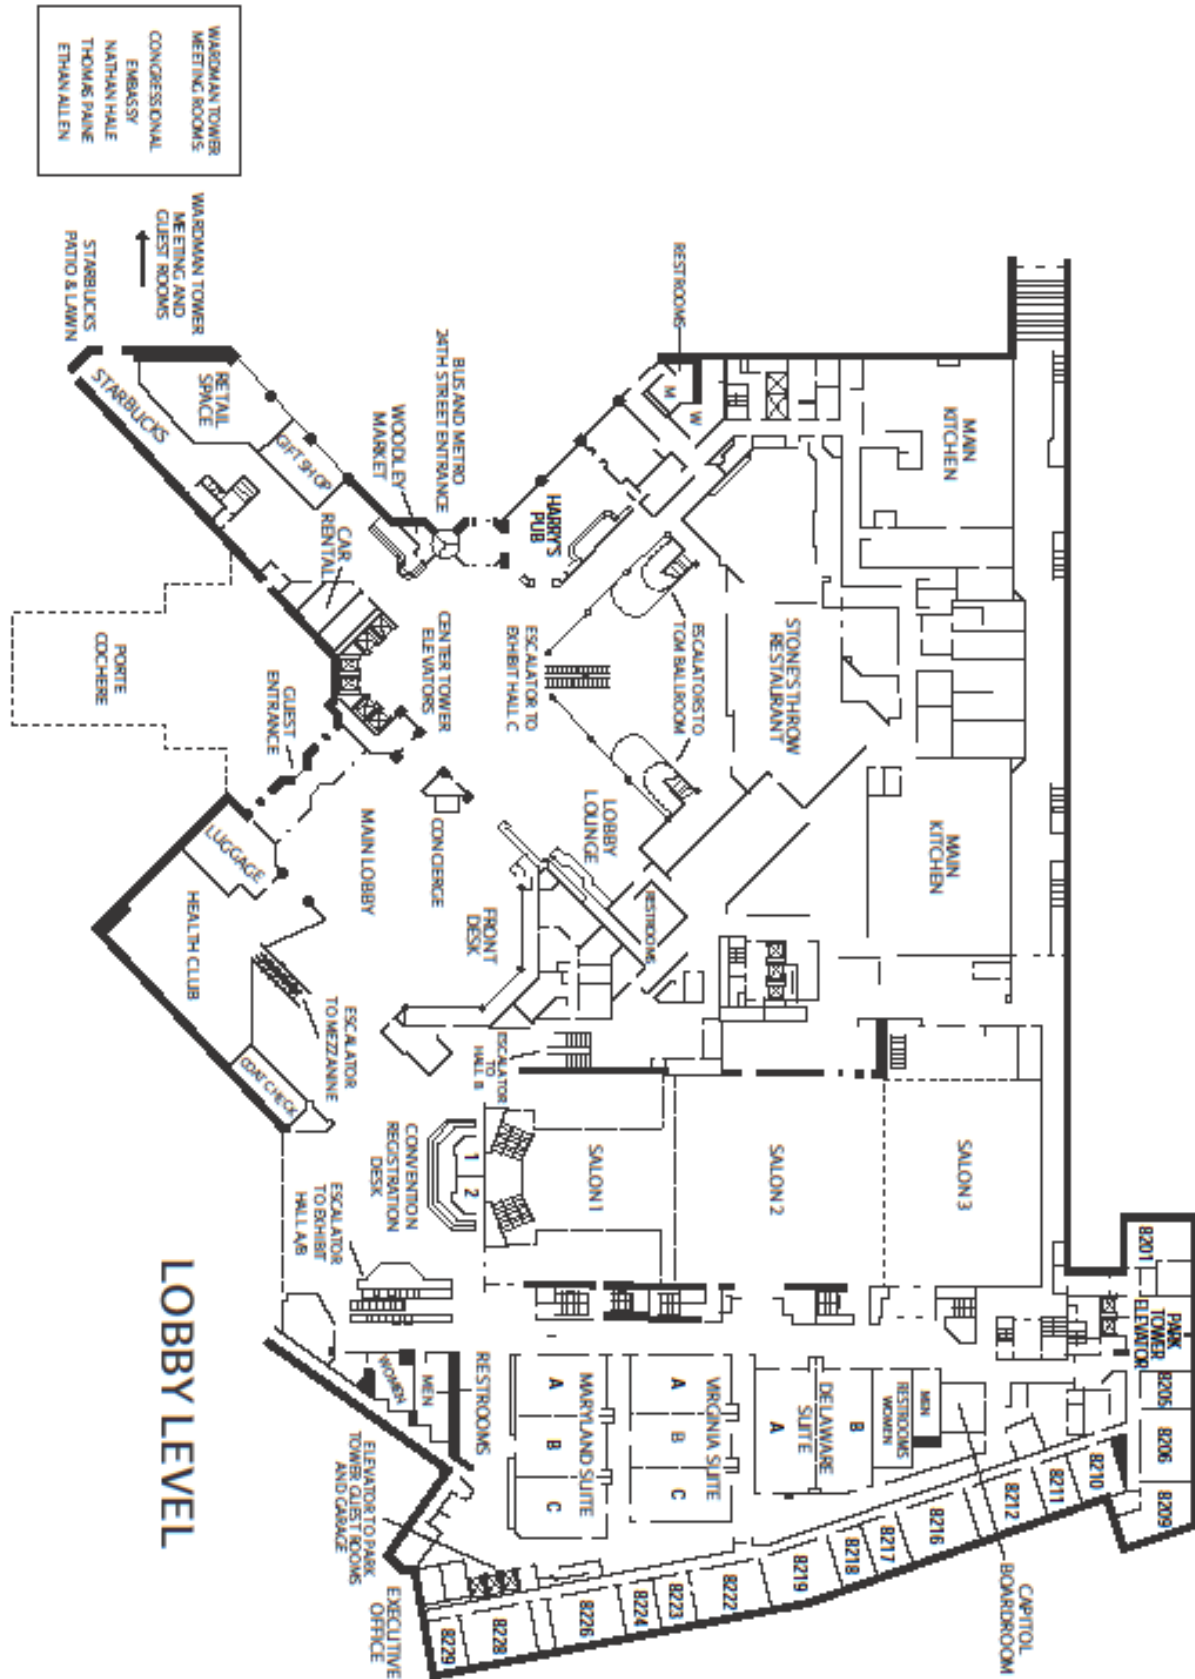 WARDMAN TOWER
MEETING ROOMS:
CONGRESSIONAL
EMBASSY
NATHAN HALE
THOMAS PAINE
ETHAN ALLEN
WARDMAN TOWER
MEETING AND
GUEST ROOMS
STARBUCKS
PATIO & LAWN
STARBUCKS
RETAIL
SPACE
GIFT SHOP
WOODLEY
MARKET
BUS AND METRO
24TH STREET ENTRANCE
RESTROOMS
M
W
HARRY'S
PUB
MAIN
KITCHEN
CAR
RENTAL
CENTER TOWER
ELEVATORS
ESCALATOR TO
EXHIBIT HALL C
ESCALATORS TO
TGM BALLROOM
STONE'S THROW
RESTAURANT
PORTE
COCHERE
GUEST
ENTRANCE
LUGGAGE
MAIN LOBBY
CONCIERGE
LOBBY
LOUNGE
MAIN
KITCHEN
HEALTH CLUB
FRONT
DESK
RESTROOMS
ESCALATOR
TO MEZZANINE
COAT CHECK
ESCALATOR
TO
HALL B
CONVENTION
REGISTRATION
DESK
1
2
SALON 1
SALON 2
SALON 3
ESCALATOR
TO EXHIBIT
HALL A/B
8201
PARK
TOWER
ELEVATOR
8205
8206
8209
WOMEN
MEN
RESTROOMS
MARYLAND SUITE
A
B
C
VIRGINIA SUITE
A
B
C
DELAWARE
SUITE
A
B
RESTROOMS
WOMEN
MEN
8210
8211
8212
8216
8217
8218
8219
8222
8223
8224
8226
8228
8229
CAPITOL
BOARDROOM
ELEVATOR TO PARK
TOWER GUEST ROOMS
AND GARAGE
EXECUTIVE
OFFICE
LOBBY LEVEL